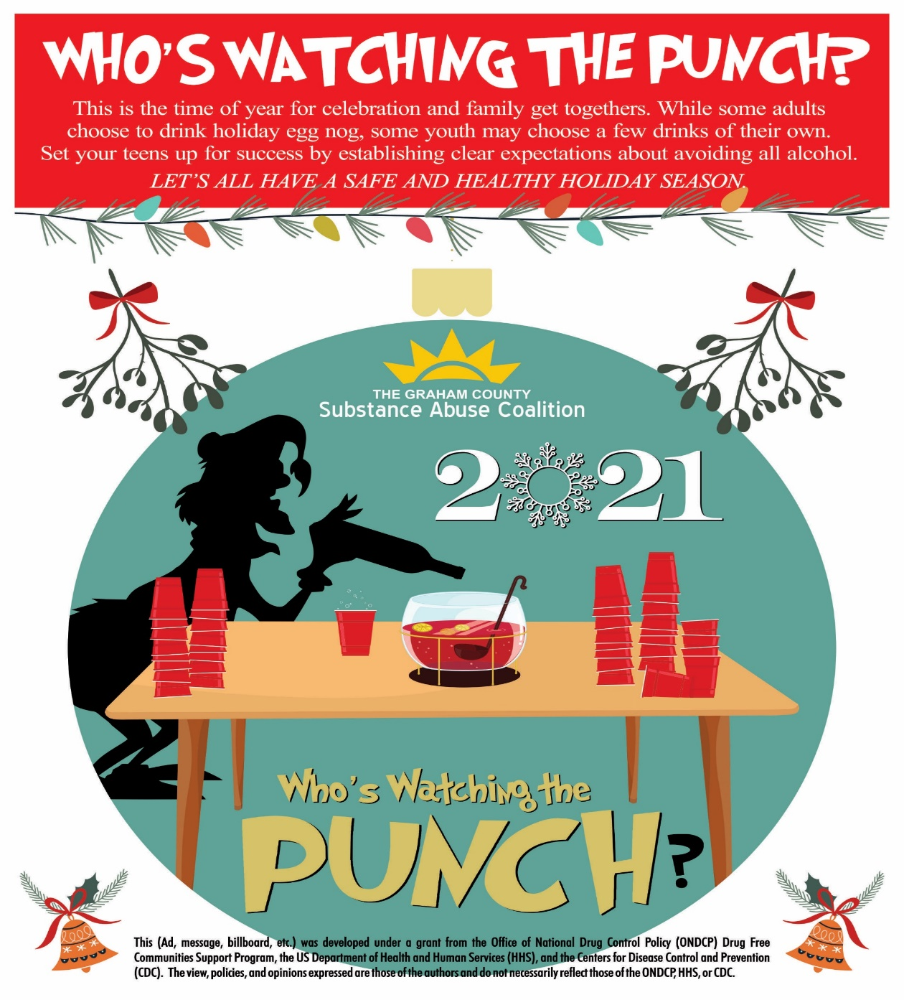 WHO'S WATCHING THE PUNCH?
This is the time of year for celebration and family get togethers. While some adults
choose to drink holiday egg nog, some youth may choose a few drinks of their own.
Set your teens up for success by establishing clear expectations about avoiding all alcohol.
LET'S ALL HAVE A SAFE AND HEALTHY HOLIDAY SEASON.
THE GRAHAM COUNTY
Substance Abuse Coalition
2021
Who's Watching the
PUNCH?
This (Ad, message, billboard, etc.) was developed under a grant from the Office of National Drug Control Policy (ONDCP) Drug Free
Communities Support Program, the US Department of Health and Human Services (HHS), and the Centers for Disease Control and Prevention
(CDC). The view, policies, and opinions expressed are those of the authors and do not necessarily reflect those of the ONDCP, HHS, or CDC.